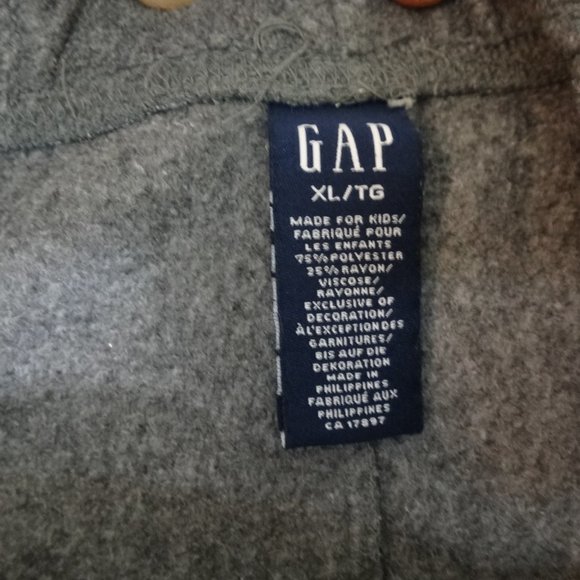 GAP
XL/TG
MADE FOR KIDS/
FABRIQUÉ POUR
LES ENFANTS
75% POLYESTER
25% RAYON/
VISCOSE/
RAYONNE/
EXCLUSIVE OF
DECORATION/
À L'EXCEPTION DES
GARNITURES/
BIS AUF DIE
DEKORATION
MADE IN
PHILIPPINES
FABRIQUÉ AUX
PHILIPPINES
CA 17897